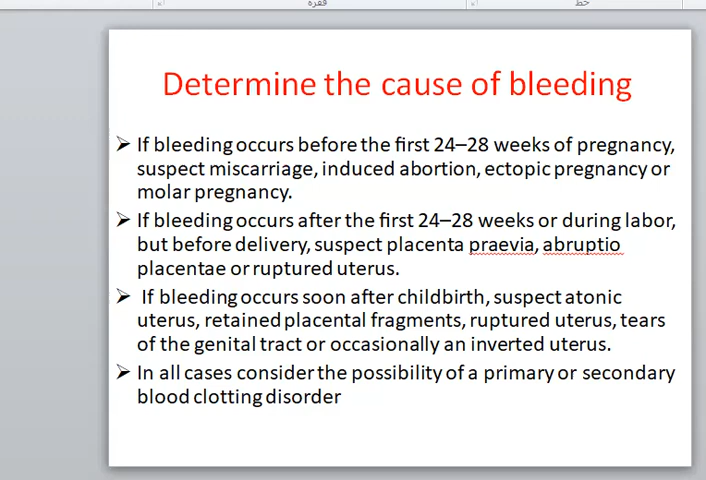 فقره
خط
Determine the cause of bleeding
➢ If bleeding occurs before the first 24–28 weeks of pregnancy,
suspect miscarriage, induced abortion, ectopic pregnancy or
molar pregnancy.
➢ If bleeding occurs after the first 24–28 weeks or during labor,
but before delivery, suspect placenta praevia, abruptio
placentae or ruptured uterus.
➢ If bleeding occurs soon after childbirth, suspect atonic
uterus, retained placental fragments, ruptured uterus, tears
of the genital tract or occasionally an inverted uterus.
➢ In all cases consider the possibility of a primary or secondary
blood clotting disorder